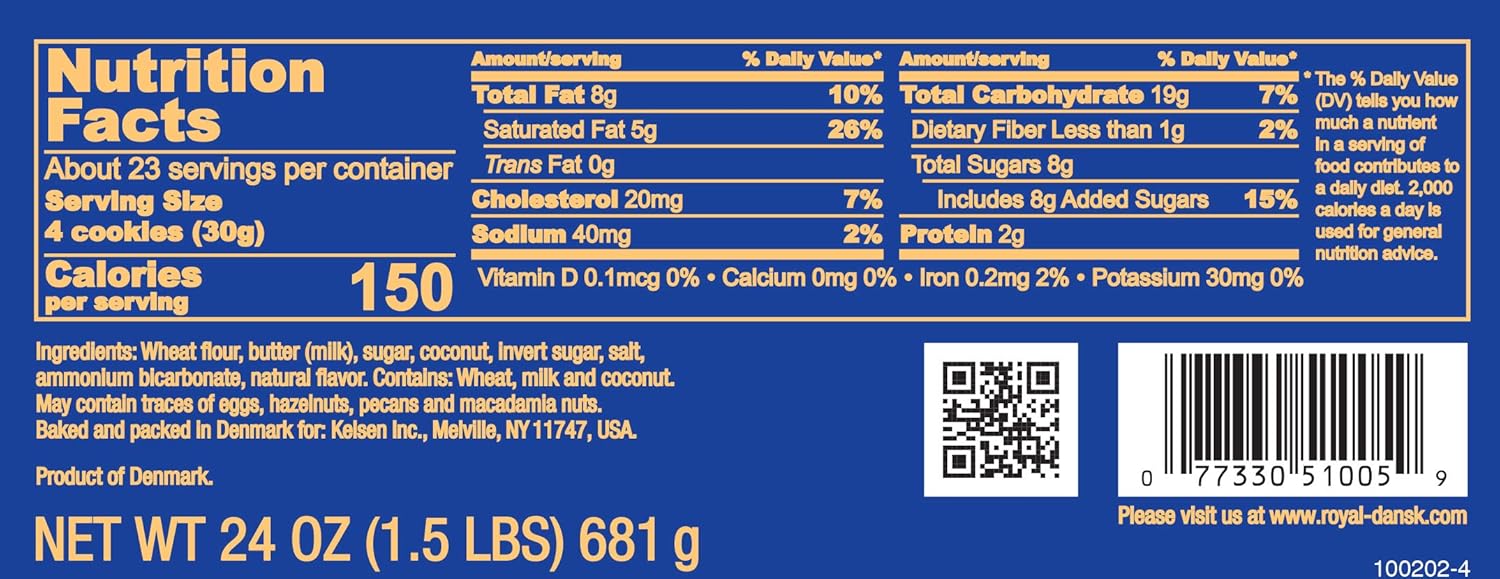 Nutrition
Facts
About 23 servings per container
Serving Size
4 cookies (30g)
Calories
per serving
150
Amount/serving % Daily Value*
Total Fat 8g 10%
Saturated Fat 5g 26%
Trans Fat 0g
Cholesterol 20mg 7%
Sodium 40mg 2%
Amount/serving % Daily Value*
Total Carbohydrate 19g 7%
Dietary Fiber Less than 1g 2%
Total Sugars 8g
Includes 8g Added Sugars 15%
Protein 2g
Vitamin D 0.1mcg 0% • Calcium 0mg 0% • Iron 0.2mg 2% • Potassium 30mg 0%
* The % Daily Value
(DV) tells you how
much a nutrient
in a serving of
food contributes to
a daily diet. 2,000
calories a day is
used for general
nutrition advice.
Ingredients: Wheat flour, butter (milk), sugar, coconut, invert sugar, salt,
ammonium bicarbonate, natural flavor. Contains: Wheat, milk and coconut.
May contain traces of eggs, hazelnuts, pecans and macadamia nuts.
Baked and packed in Denmark for: Kelsen Inc., Melville, NY 11747, USA.
Product of Denmark.
NET WT 24 OZ (1.5 LBS) 681 g
0 77330 51005 9
Please visit us at www.royal-dansk.com
100202-4